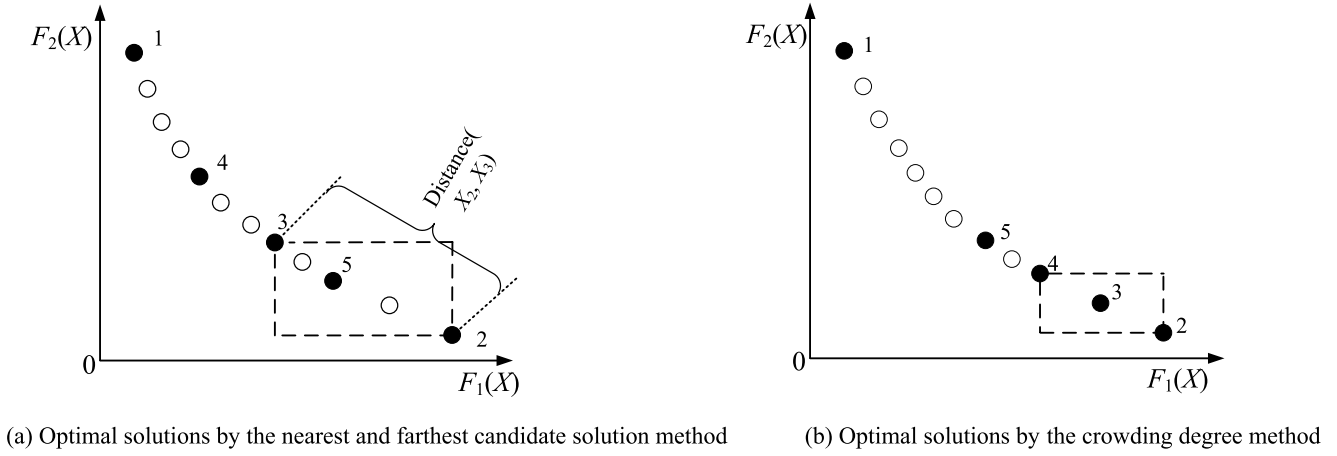 F₂(X)
1
4
3
5
2
Distance(
X₂, X₃)
0
F₁(X)
(a) Optimal solutions by the nearest and farthest candidate solution method
F₂(X)
1
5
4
3
2
0
F₁(X)
(b) Optimal solutions by the crowding degree method